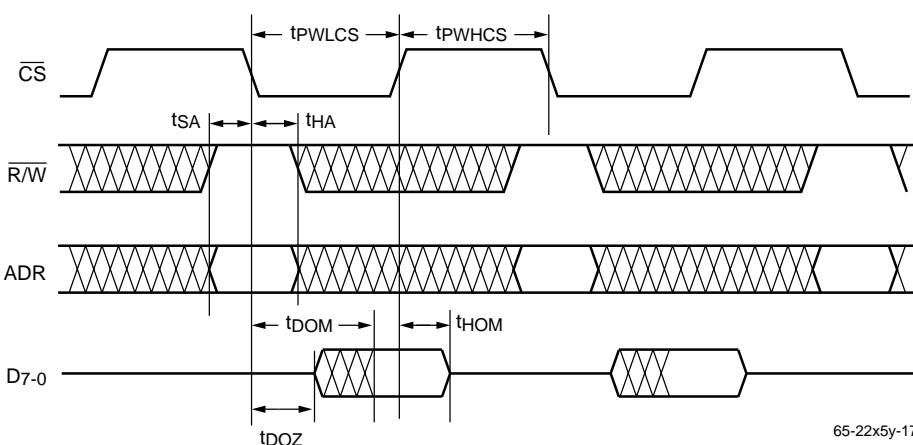 tPWLCS tPWHCS
CS
tSA tHA
R/W
ADR
tDOM tHOM
D7-0
tDOZ
65-22x5y-17